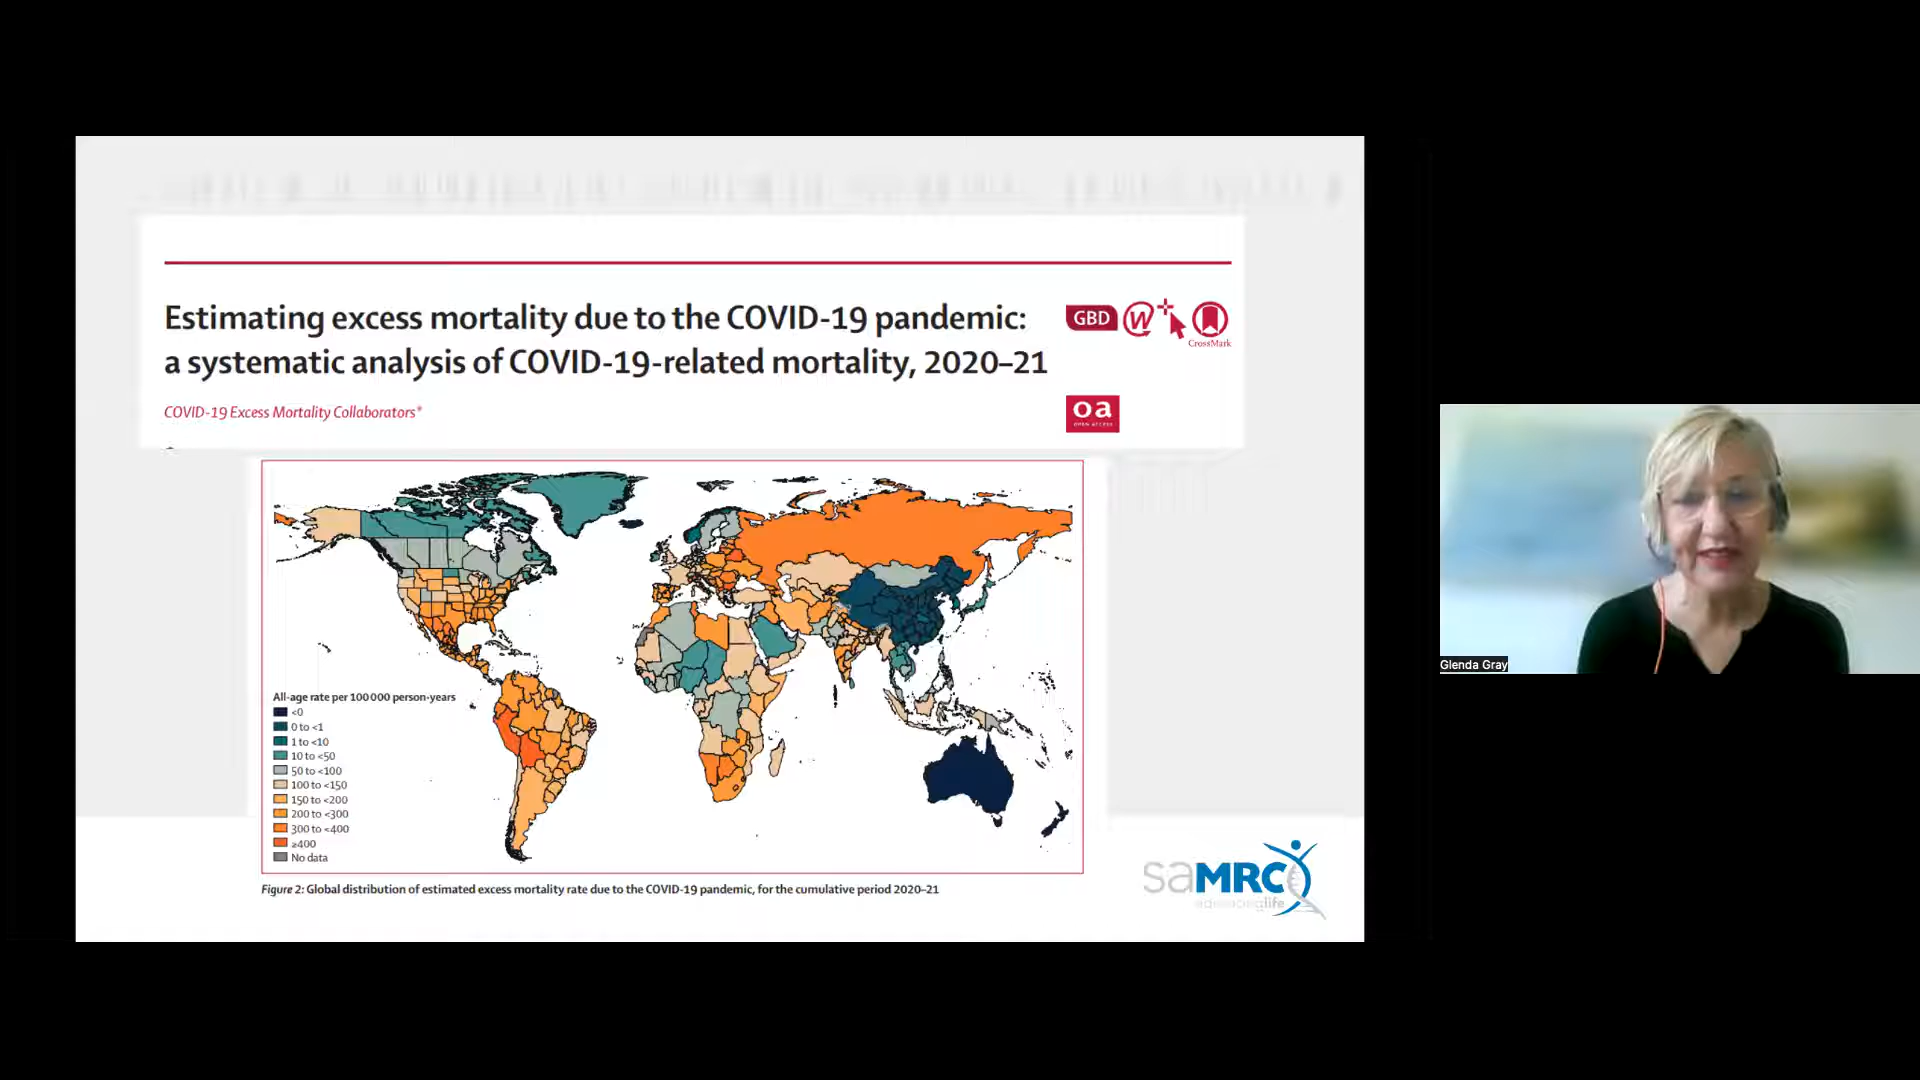 Estimating excess mortality due to the COVID-19 pandemic:
a systematic analysis of COVID-19-related mortality, 2020–21
COVID-19 Excess Mortality Collaborators*
GBD
W
CrossMark
oa
OPEN ACCESS
All-age rate per 100 000 person-years
<0
0 to <1
1 to <10
10 to <50
50 to <100
100 to <150
150 to <200
200 to <300
300 to <400
≥400
No data
Figure 2: Global distribution of estimated excess mortality rate due to the COVID-19 pandemic, for the cumulative period 2020–21
saMRC
advancing life
Glenda Gray